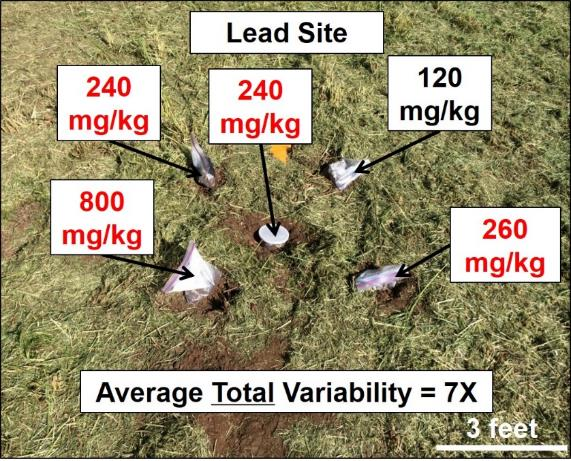 Lead Site
240
mg/kg
240
mg/kg
120
mg/kg
800
mg/kg
260
mg/kg
Average Total Variability = 7X
3 feet